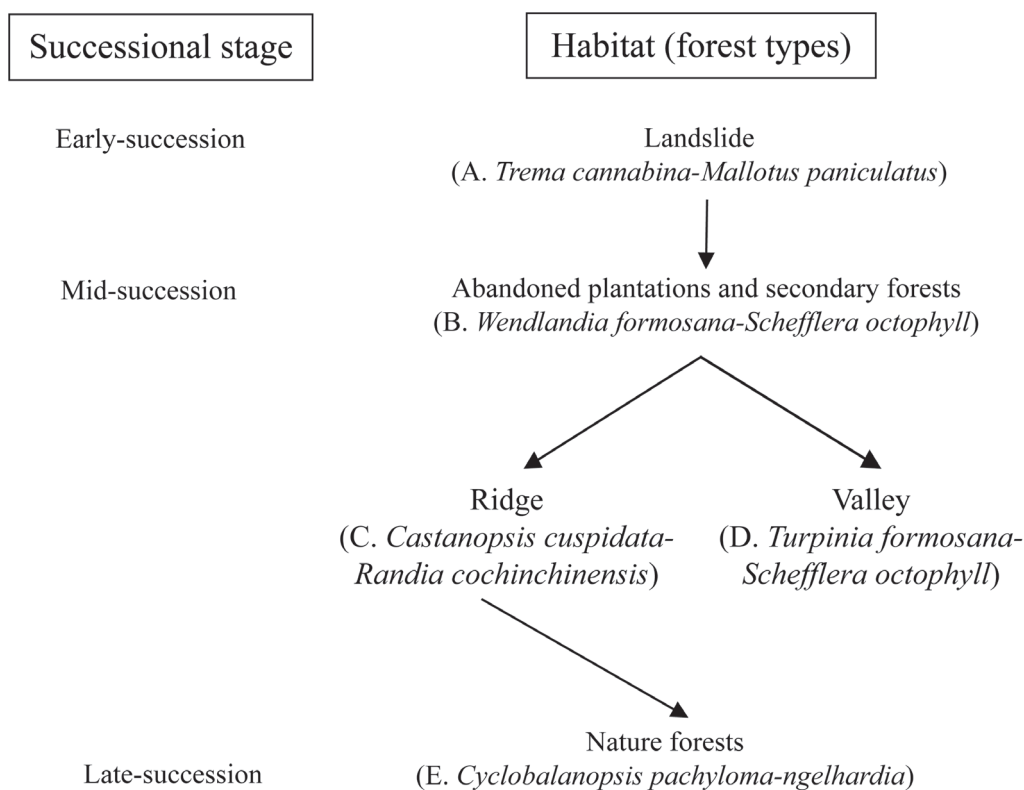 Successional stage
Habitat (forest types)
Early-succession
Landslide
(A. Trema cannabina-Mallotus paniculatus)
Mid-succession
Abandoned plantations and secondary forests
(B. Wendlandia formosana-Schefflera octophyll)
Ridge
(C. Castanopsis cuspidata-
Randia cochinchinensis)
Valley
(D. Turpinia formosana-
Schefflera octophyll)
Nature forests
Late-succession
(E. Cyclobalanopsis pachyloma-ngelhardia)